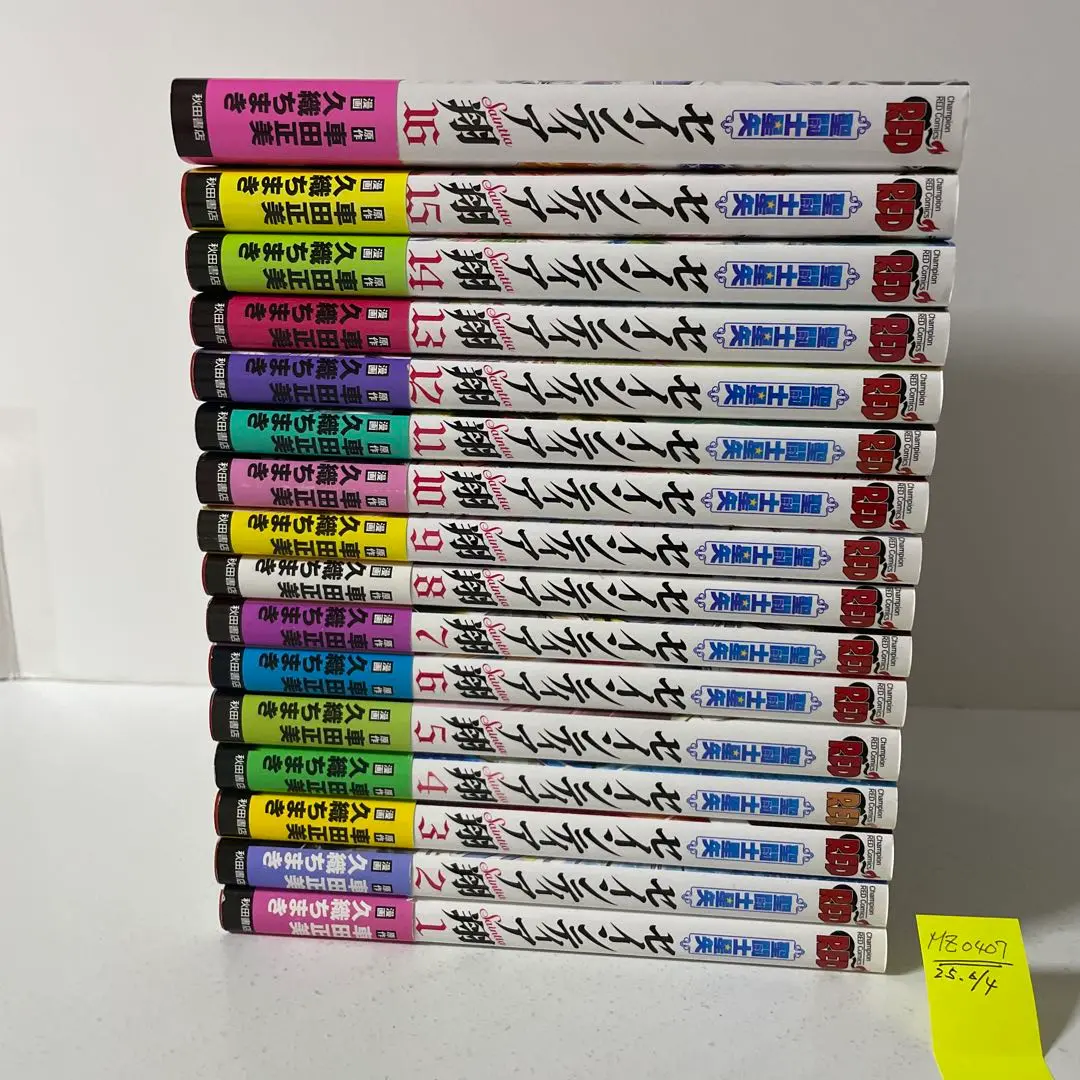 Champion
RED Comics
RED
聖闘士星矢
セインティア
翔
Saintia
16
原作 車田正美
漫画 久織ちまき
秋田書店
Champion
RED Comics
RED
聖闘士星矢
セインティア
翔
Saintia
15
原作 車田正美
漫画 久織ちまき
秋田書店
Champion
RED Comics
RED
聖闘士星矢
セインティア
翔
Saintia
14
原作 車田正美
漫画 久織ちまき
秋田書店
Champion
RED Comics
RED
聖闘士星矢
セインティア
翔
Saintia
13
原作 車田正美
漫画 久織ちまき
秋田書店
Champion
RED Comics
RED
聖闘士星矢
セインティア
翔
Saintia
12
原作 車田正美
漫画 久織ちまき
秋田書店
Champion
RED Comics
RED
聖闘士星矢
セインティア
翔
Saintia
11
原作 車田正美
漫画 久織ちまき
秋田書店
Champion
RED Comics
RED
聖闘士星矢
セインティア
翔
Saintia
10
原作 車田正美
漫画 久織ちまき
秋田書店
Champion
RED Comics
RED
聖闘士星矢
セインティア
翔
Saintia
9
原作 車田正美
漫画 久織ちまき
秋田書店
Champion
RED Comics
RED
聖闘士星矢
セインティア
翔
Saintia
8
原作 車田正美
漫画 久織ちまき
秋田書店
Champion
RED Comics
RED
聖闘士星矢
セインティア
翔
Saintia
7
原作 車田正美
漫画 久織ちまき
秋田書店
Champion
RED Comics
RED
聖闘士星矢
セインティア
翔
Saintia
6
原作 車田正美
漫画 久織ちまき
秋田書店
Champion
RED Comics
RED
聖闘士星矢
セインティア
翔
Saintia
5
原作 車田正美
漫画 久織ちまき
秋田書店
Champion
RED Comics
RED
聖闘士星矢
セインティア
翔
Saintia
4
原作 車田正美
漫画 久織ちまき
秋田書店
Champion
RED Comics
RED
聖闘士星矢
セインティア
翔
Saintia
3
原作 車田正美
漫画 久織ちまき
秋田書店
Champion
RED Comics
RED
聖闘士星矢
セインティア
翔
Saintia
2
原作 車田正美
漫画 久織ちまき
秋田書店
Champion
RED Comics
RED
聖闘士星矢
セインティア
翔
Saintia
1
原作 車田正美
漫画 久織ちまき
秋田書店
MZ0407